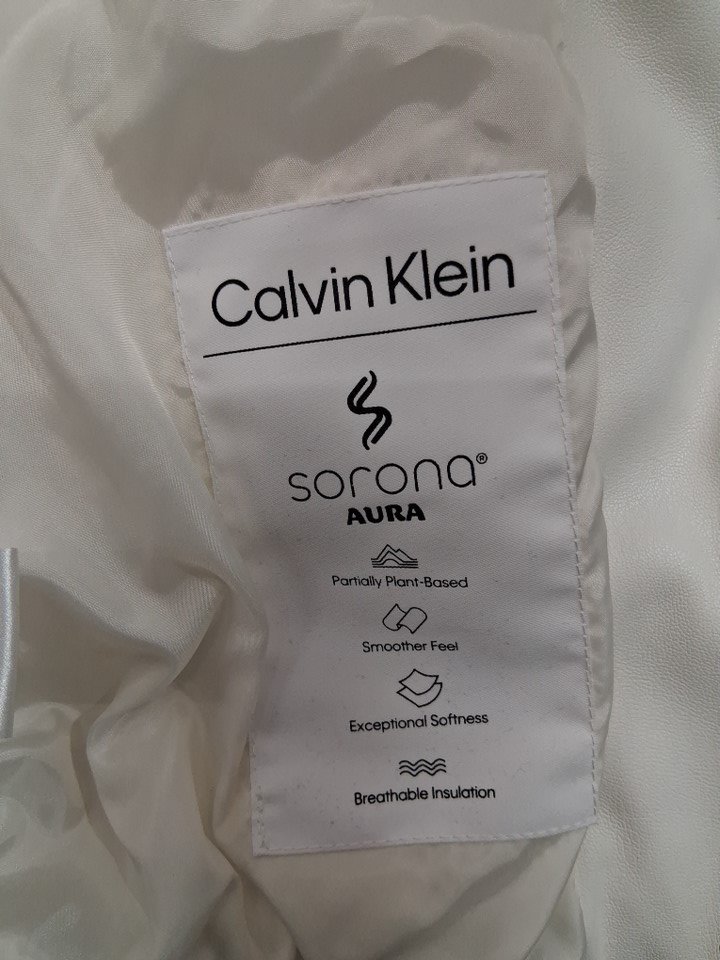 Calvin Klein
sorona®
AURA
Partially Plant-Based
Smoother Feel
Exceptional Softness
Breathable Insulation